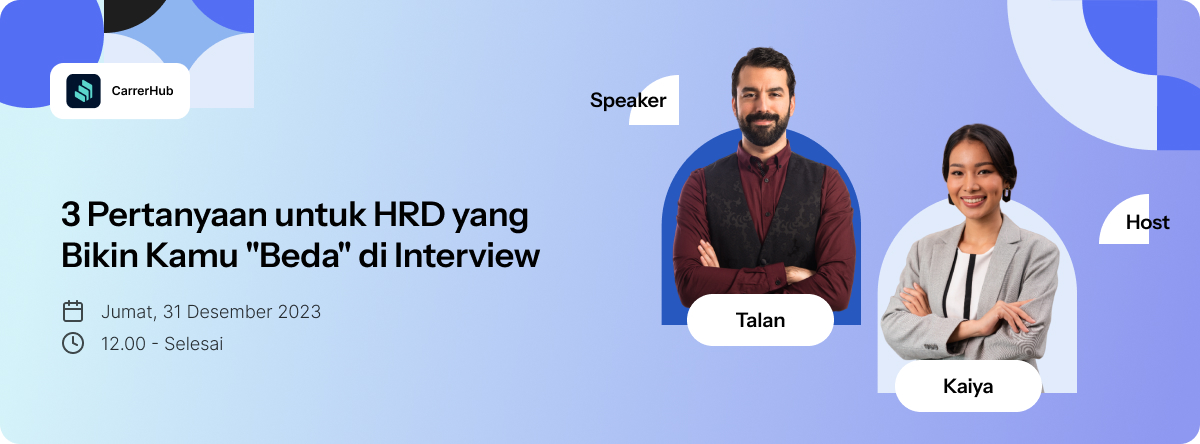 CarrerHub
3 Pertanyaan untuk HRD yang
Bikin Kamu "Beda" di Interview
Jumat, 31 Desember 2023
12.00 - Selesai
Speaker
Talan
Host
Kaiya